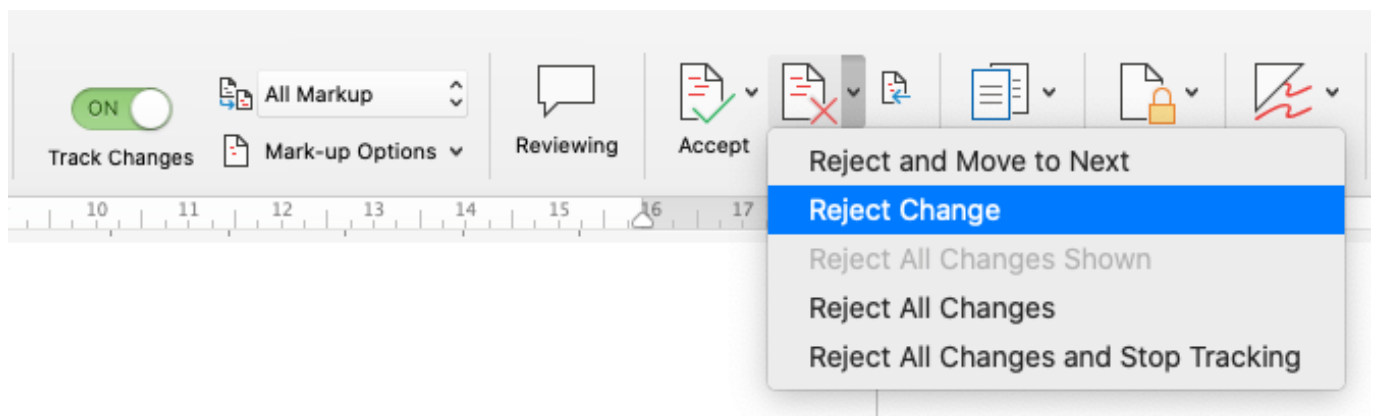 ON
All Markup
Track Changes
Mark-up Options
Reviewing
Accept
10 11 12 13 14 15 16 17
Reject and Move to Next
Reject Change
Reject All Changes Shown
Reject All Changes
Reject All Changes and Stop Tracking